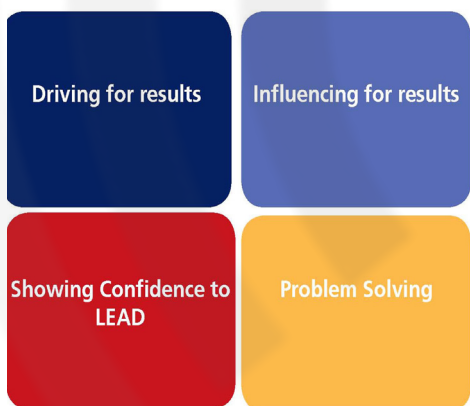 Driving for results
Influencing for results
Showing Confidence to
LEAD
Problem Solving